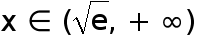 x ∈ (√e, + ∞)